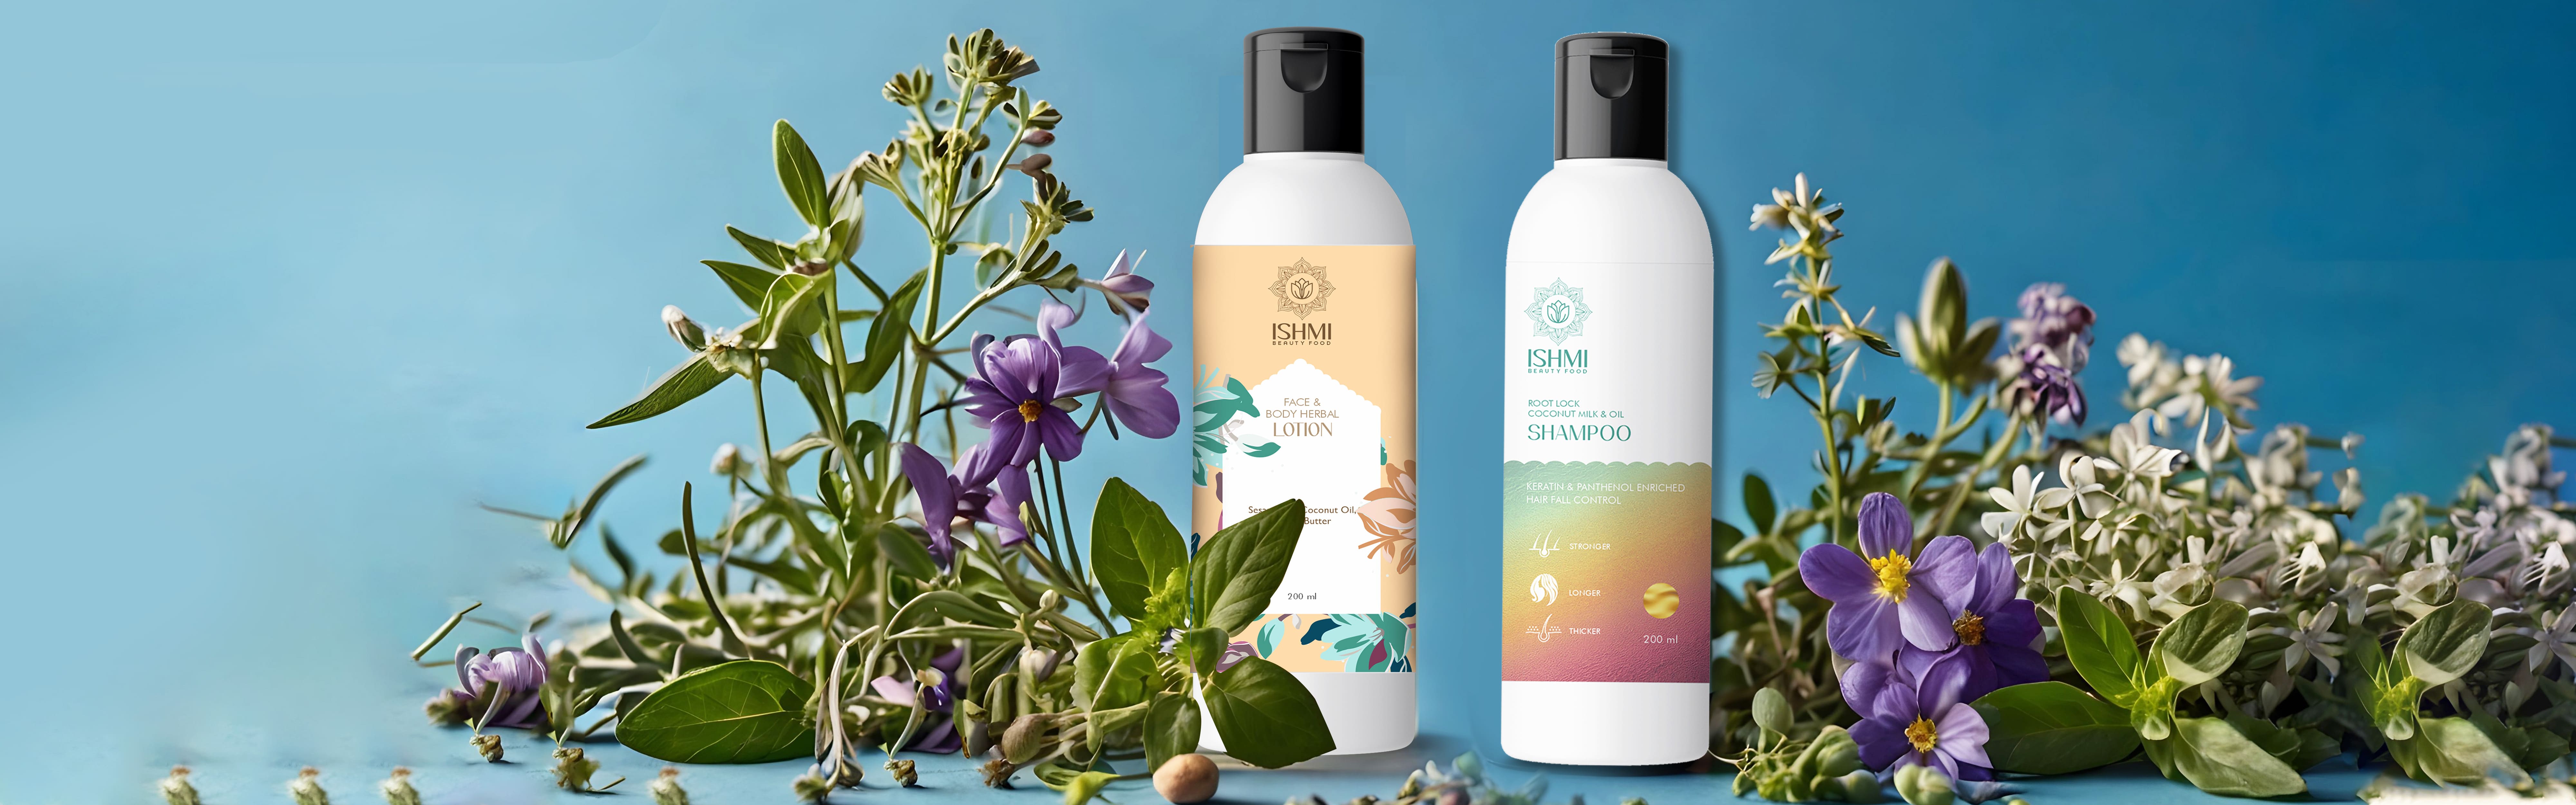 ISHMI
BEAUTY FOOD
FACE &
BODY HERBAL
LOTION
Coconut Oil,
Butter
200 ml
ISHMI
BEAUTY FOOD
ROOT LOCK
COCONUT MILK & OIL
SHAMPOO
KERATIN & PANTHENOL ENRICHED
HAIR FALL CONTROL
STRONGER
LONGER
THICKER
200 ml